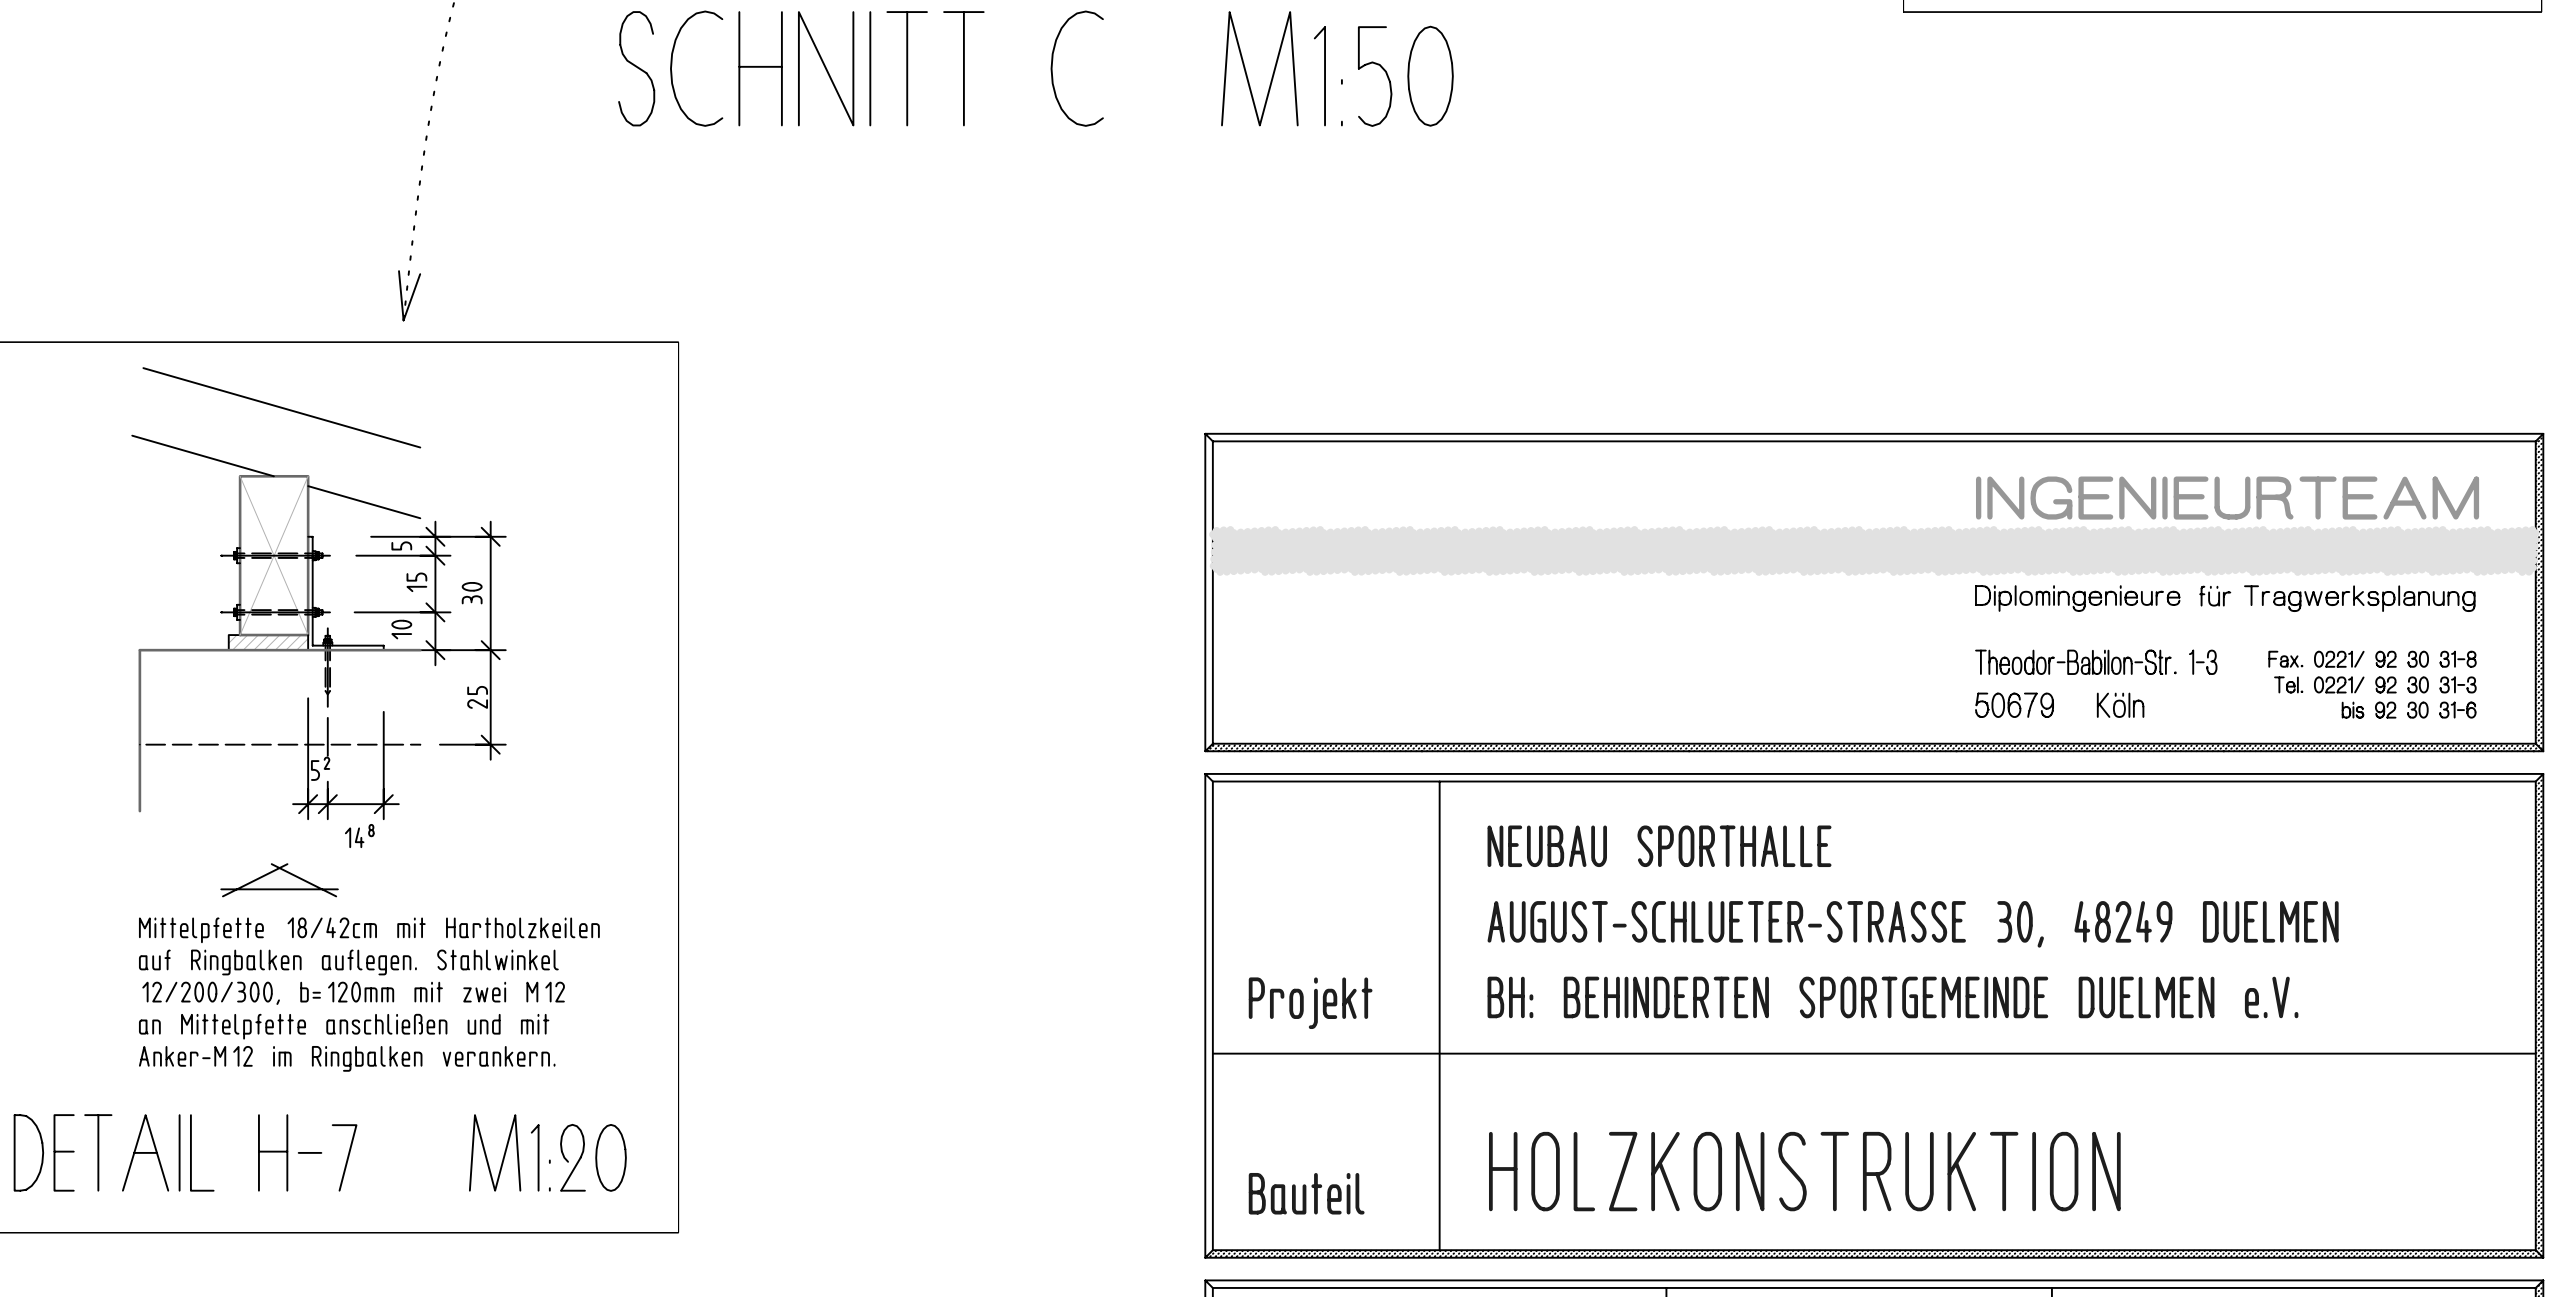 SCHNITT C M1:50
5
15
30
10
25
5²
14⁸
Mittelpfette 18/42cm mit Hartholzkeilen
auf Ringbalken auflegen. Stahlwinkel
12/200/300, b=120mm mit zwei M12
an Mittelpfette anschließen und mit
Anker-M12 im Ringbalken verankern.
DETAIL H-7 M1:20
INGENIEURTEAM
Diplomingenieure für Tragwerksplanung
Theodor-Babilon-Str. 1-3
50679 Köln
Fax. 0221/ 92 30 31-8
Tel. 0221/ 92 30 31-3
bis 92 30 31-6
Projekt
NEUBAU SPORTHALLE
AUGUST-SCHLUETER-STRASSE 30, 48249 DUELMEN
BH: BEHINDERTEN SPORTGEMEINDE DUELMEN e.V.
Bauteil
HOLZKONSTRUKTION